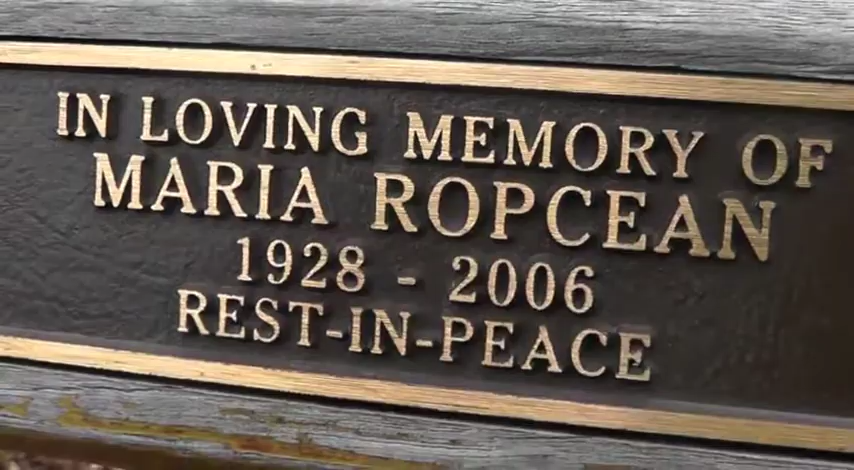 IN LOVING MEMORY OF
MARIA ROPCEAN
1928 - 2006
REST-IN-PEACE